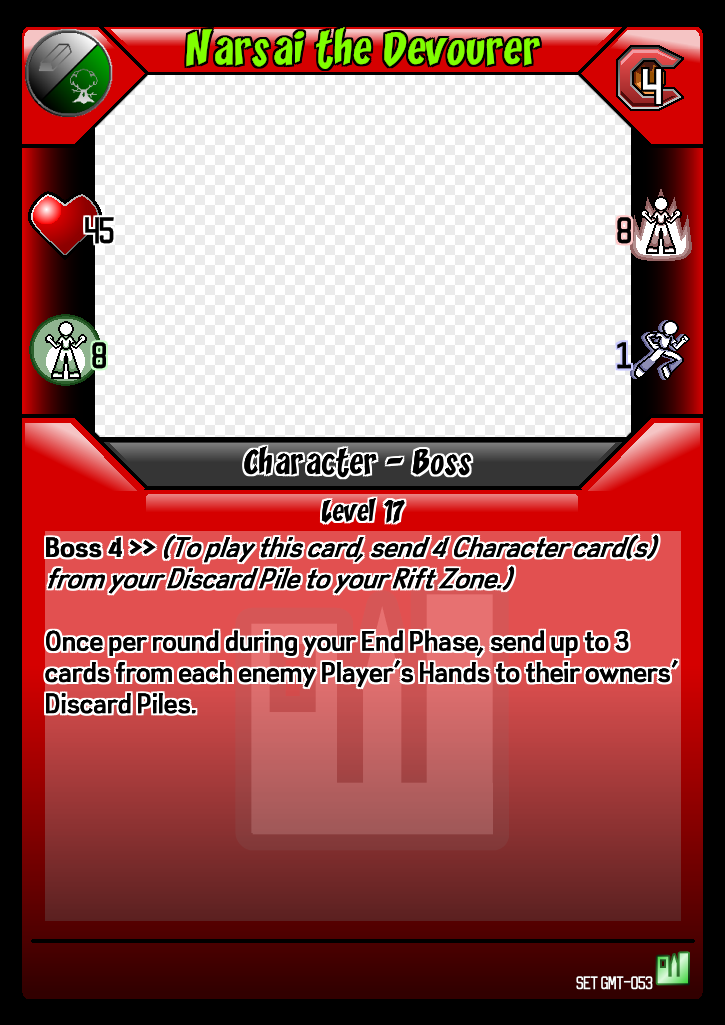 Narsai the Devourer
C 4
45
8
8
1
Character - Boss
Level 17
Boss 4 >> (To play this card, send 4 Character card(s)
from your Discard Pile to your Rift Zone.)
Once per round during your End Phase, send up to 3
cards from each enemy Player's Hands to their owners'
Discard Piles.
SET GMT-053